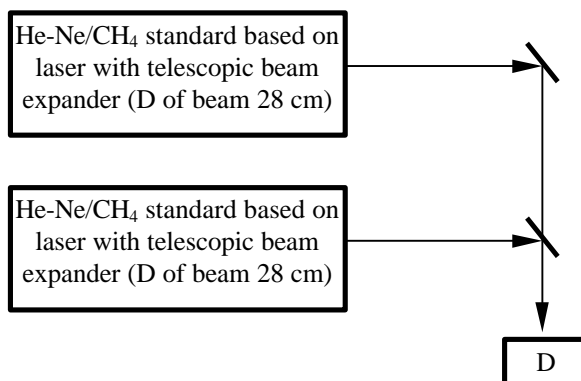 He-Ne/CH₄ standard based on
laser with telescopic beam
expander (D of beam 28 cm)
He-Ne/CH₄ standard based on
laser with telescopic beam
expander (D of beam 28 cm)
D